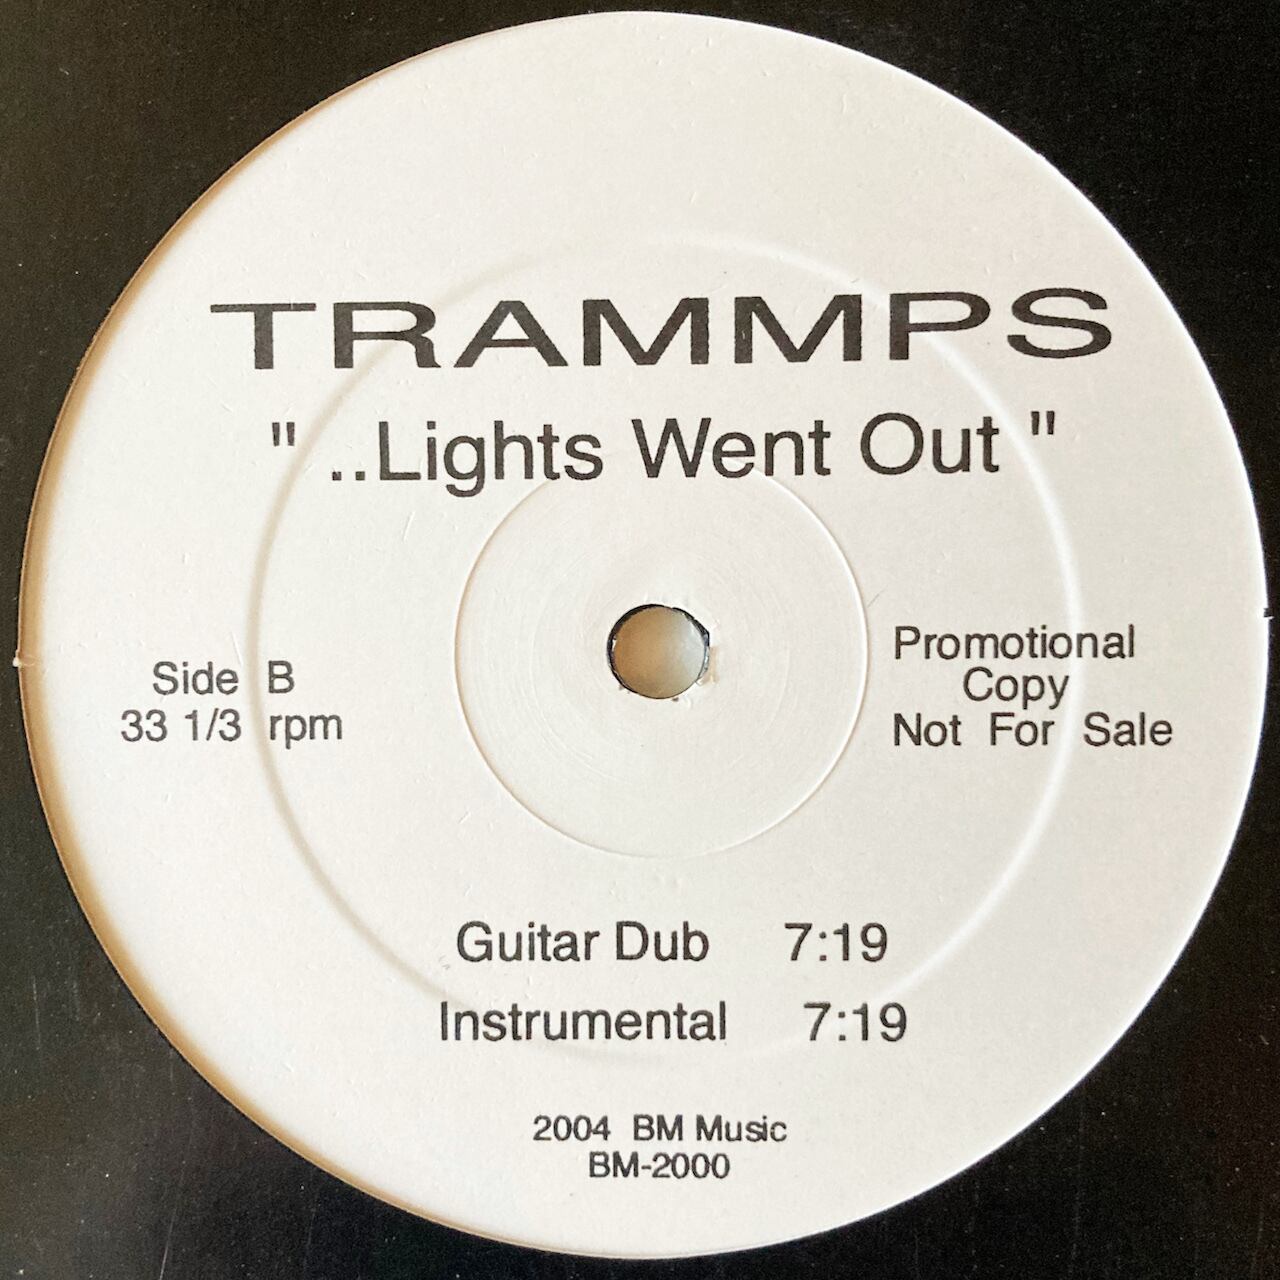 TRAMMPS
" ..Lights Went Out "
Side B
33 1/3 rpm
Promotional
Copy
Not For Sale
Guitar Dub 7:19
Instrumental 7:19
2004 BM Music
BM-2000